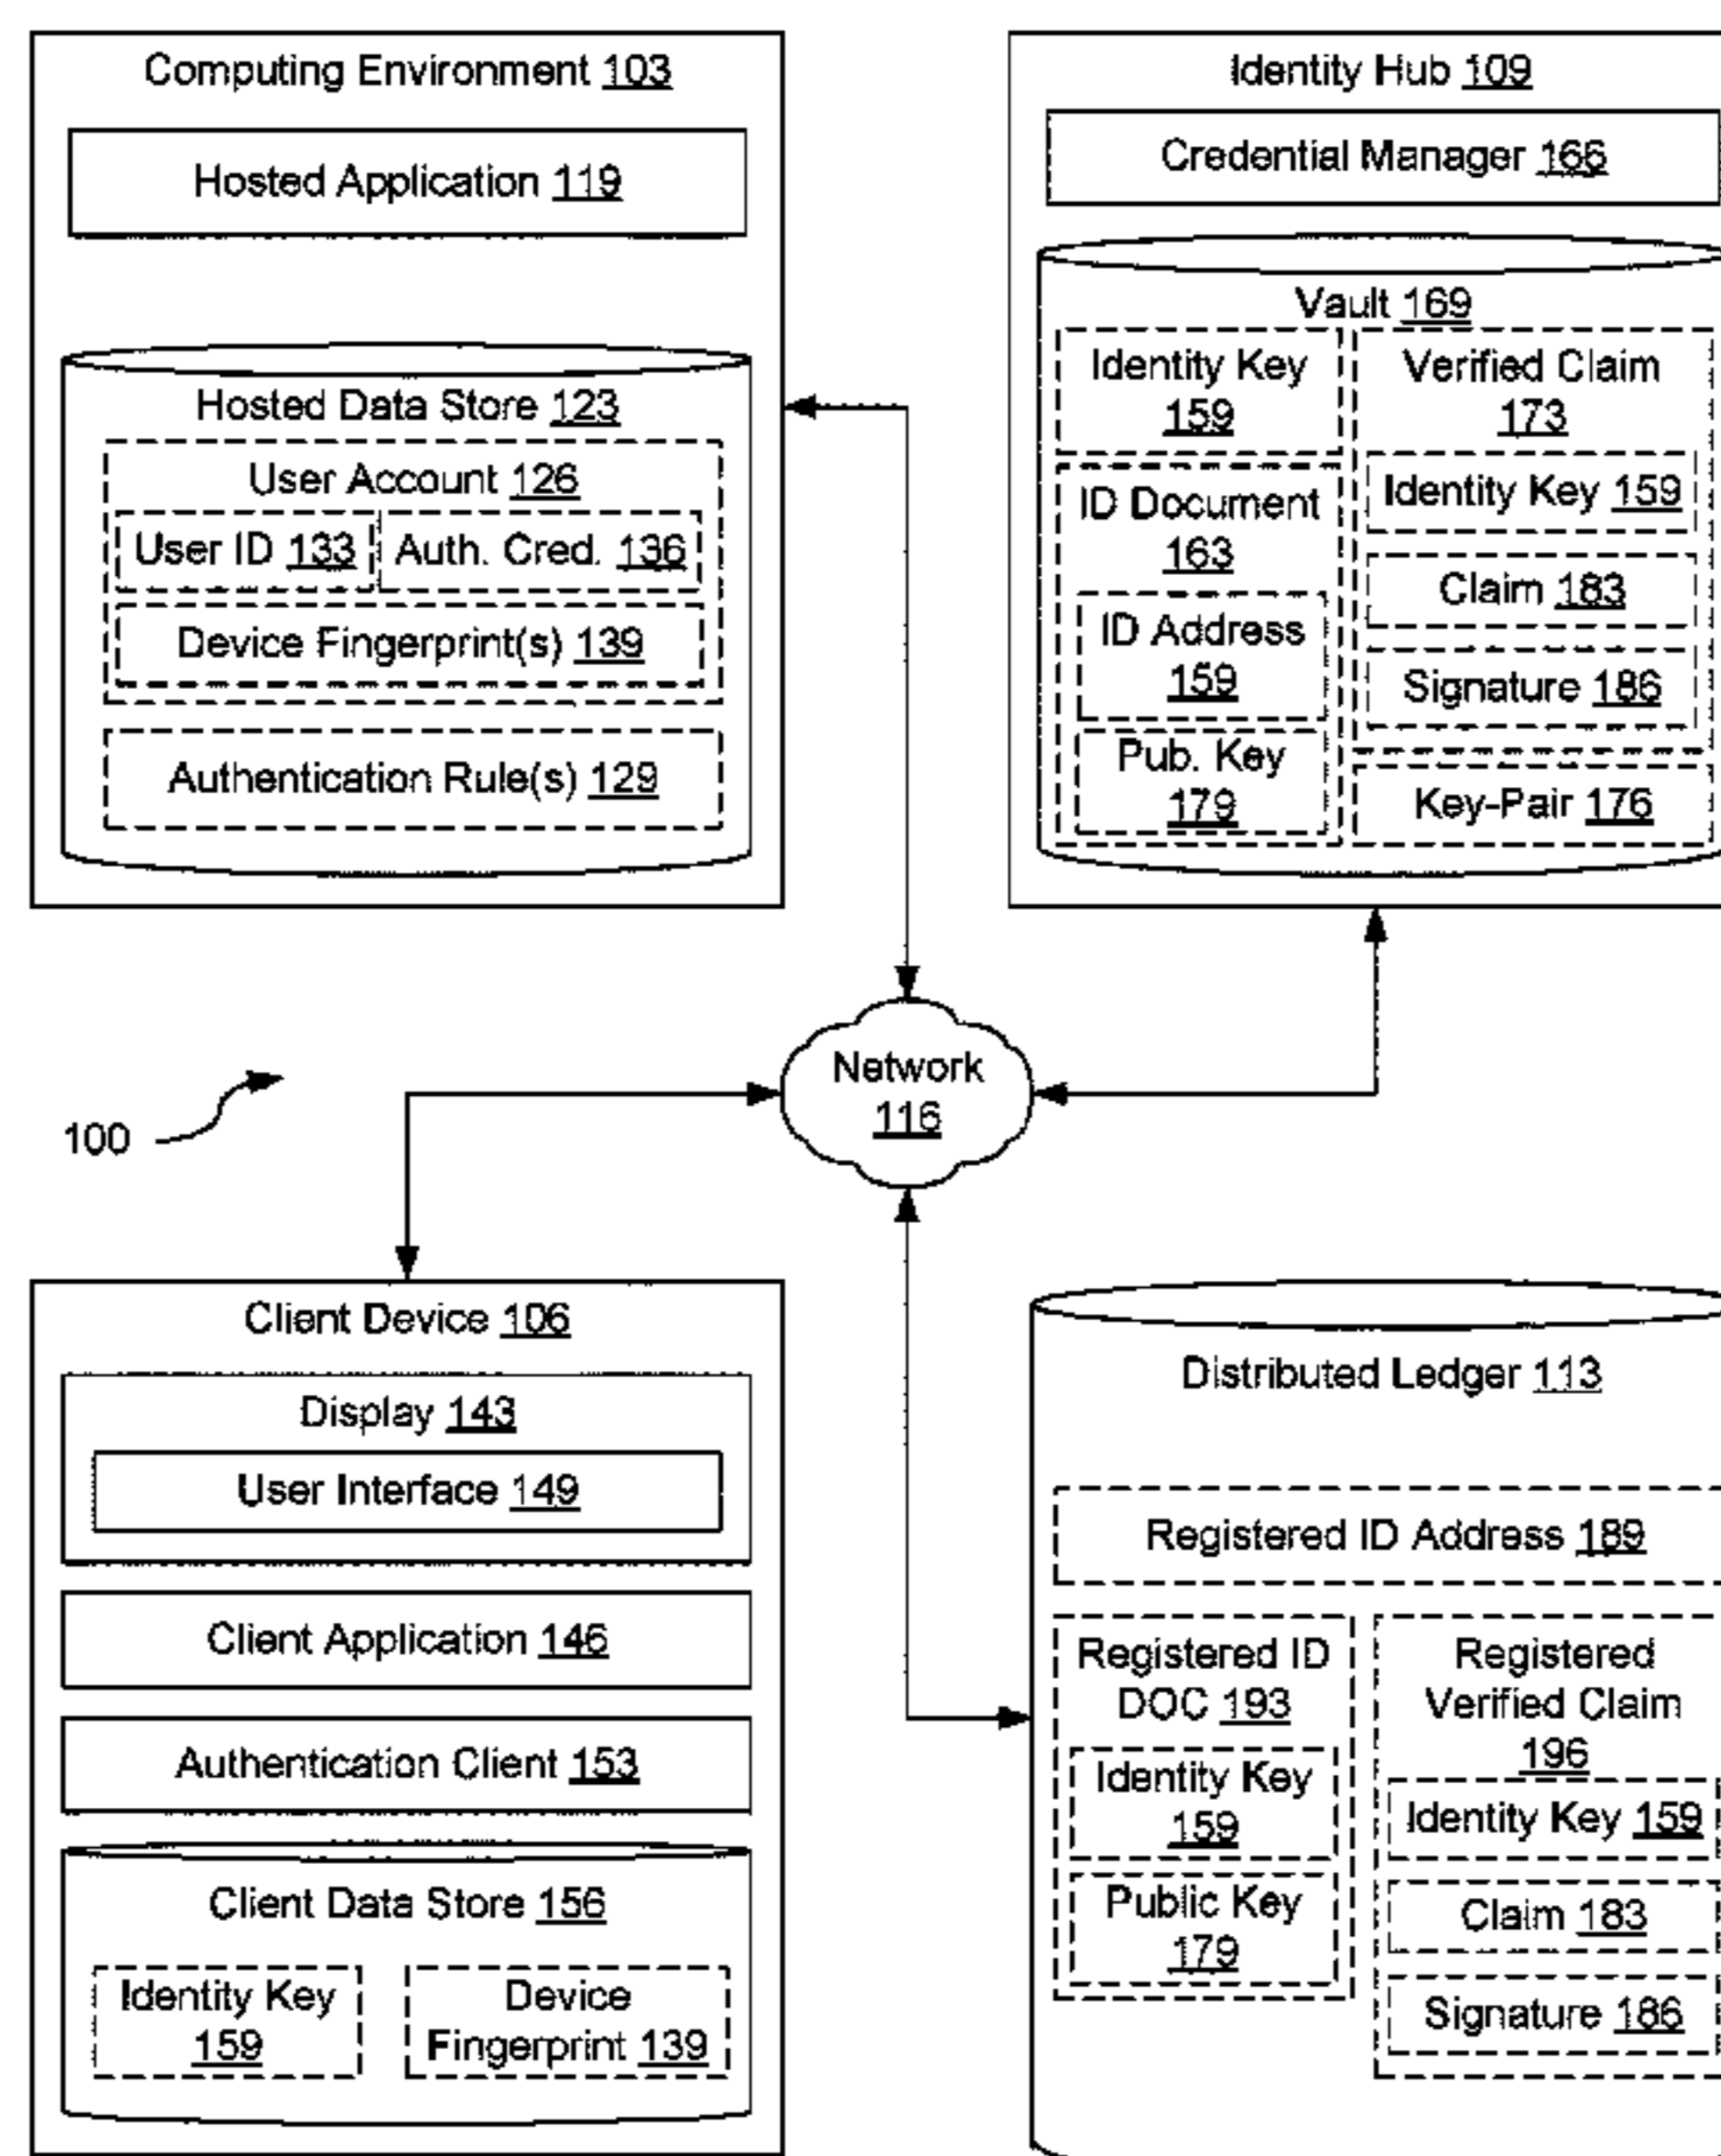 Computing Environment 103
Hosted Application 119
Hosted Data Store 123
User Account 126
User ID 133
Auth. Cred. 136
Device Fingerprint(s) 139
Authentication Rule(s) 129
Identity Hub 109
Credential Manager 166
Vault 169
Identity Key
159
ID Document
163
ID Address
159
Pub. Key
179
Verified Claim
173
Identity Key 159
Claim 183
Signature 186
Key-Pair 176
Network
116
100
Client Device 106
Display 143
User Interface 149
Client Application 146
Authentication Client 153
Client Data Store 156
Identity Key
159
Device
Fingerprint 139
Distributed Ledger 113
Registered ID Address 189
Registered ID
DOC 193
Identity Key
159
Public Key
179
Registered
Verified Claim
196
Identity Key 159
Claim 183
Signature 186